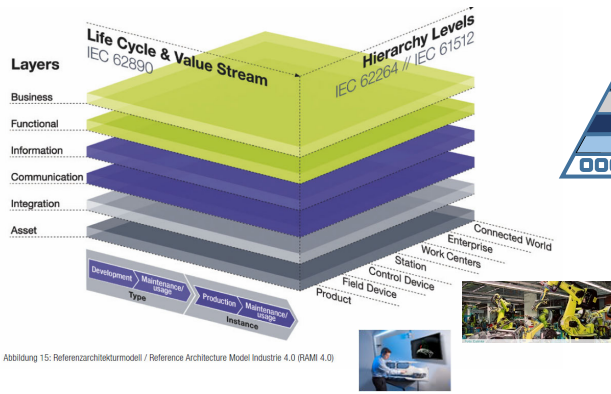 Life Cycle & Value Stream
IEC 62890
Hierarchy Levels
IEC 62264 // IEC 61512
Layers
Business
Functional
Information
Communication
Integration
Asset
Connected World
Enterprise
Work Centers
Station
Control Device
Field Device
Product
Development
Maintenance/
usage
Type
Production
Maintenance/
usage
Instance
Abbildung 15: Referenzarchitekturmodell / Reference Architecture Model Industrie 4.0 (RAMI 4.0)